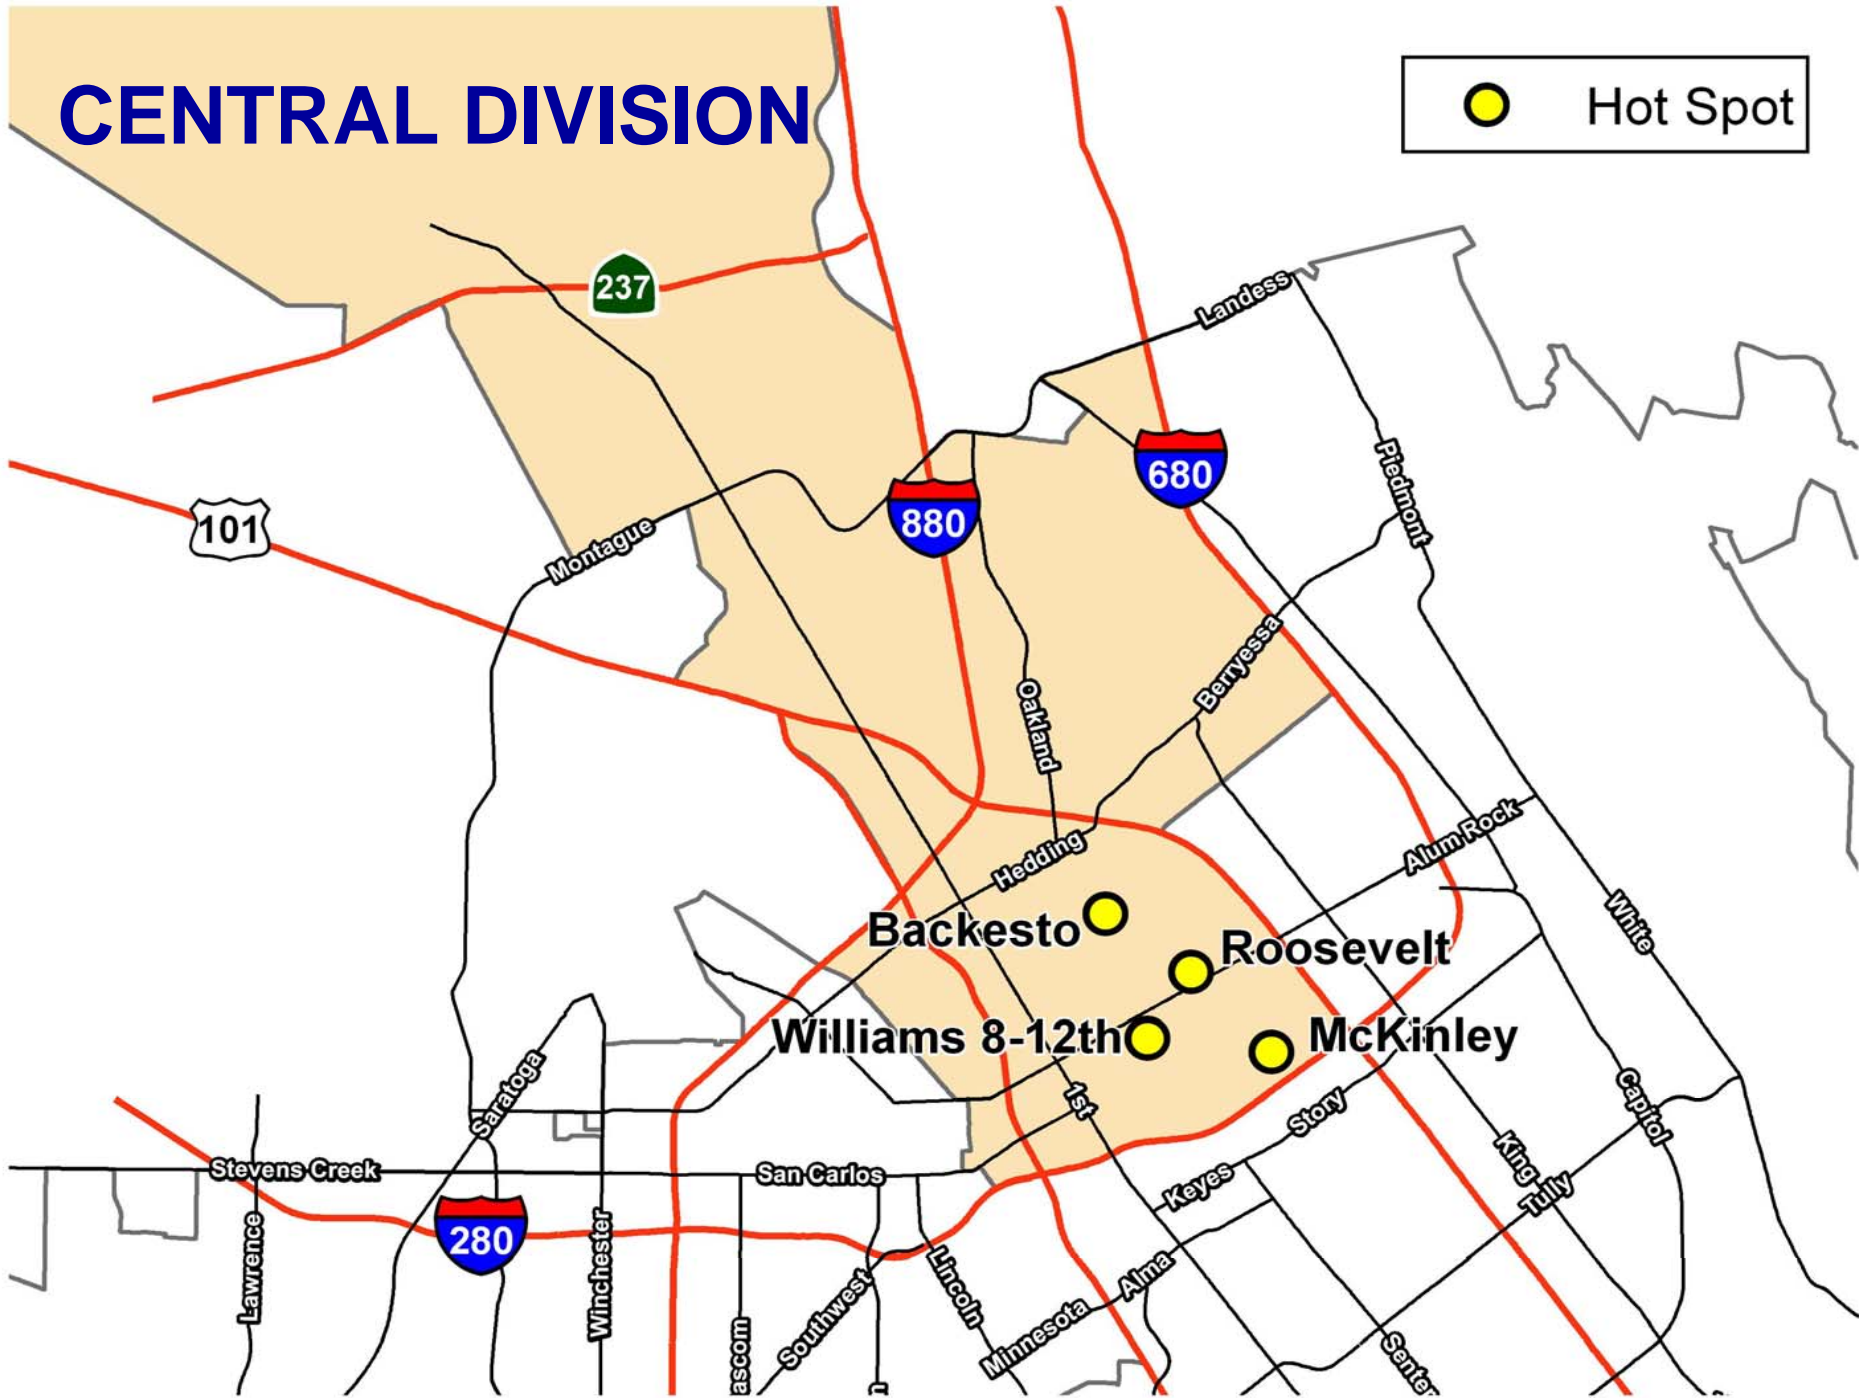 CENTRAL DIVISION
Hot Spot
237
Landess
101
Montague
880
680
Piedmont
Oakland
Berryessa
Hedding
Alum Rock
White
Backesto
Roosevelt
Williams 8-12th
McKinley
1st
Story
Capitol
Saratoga
Stevens Creek
San Carlos
Keyes
King
Tully
280
Lawrence
Winchester
ascom
Southwest
Lincoln
Minnesota
Alma
Senter
n